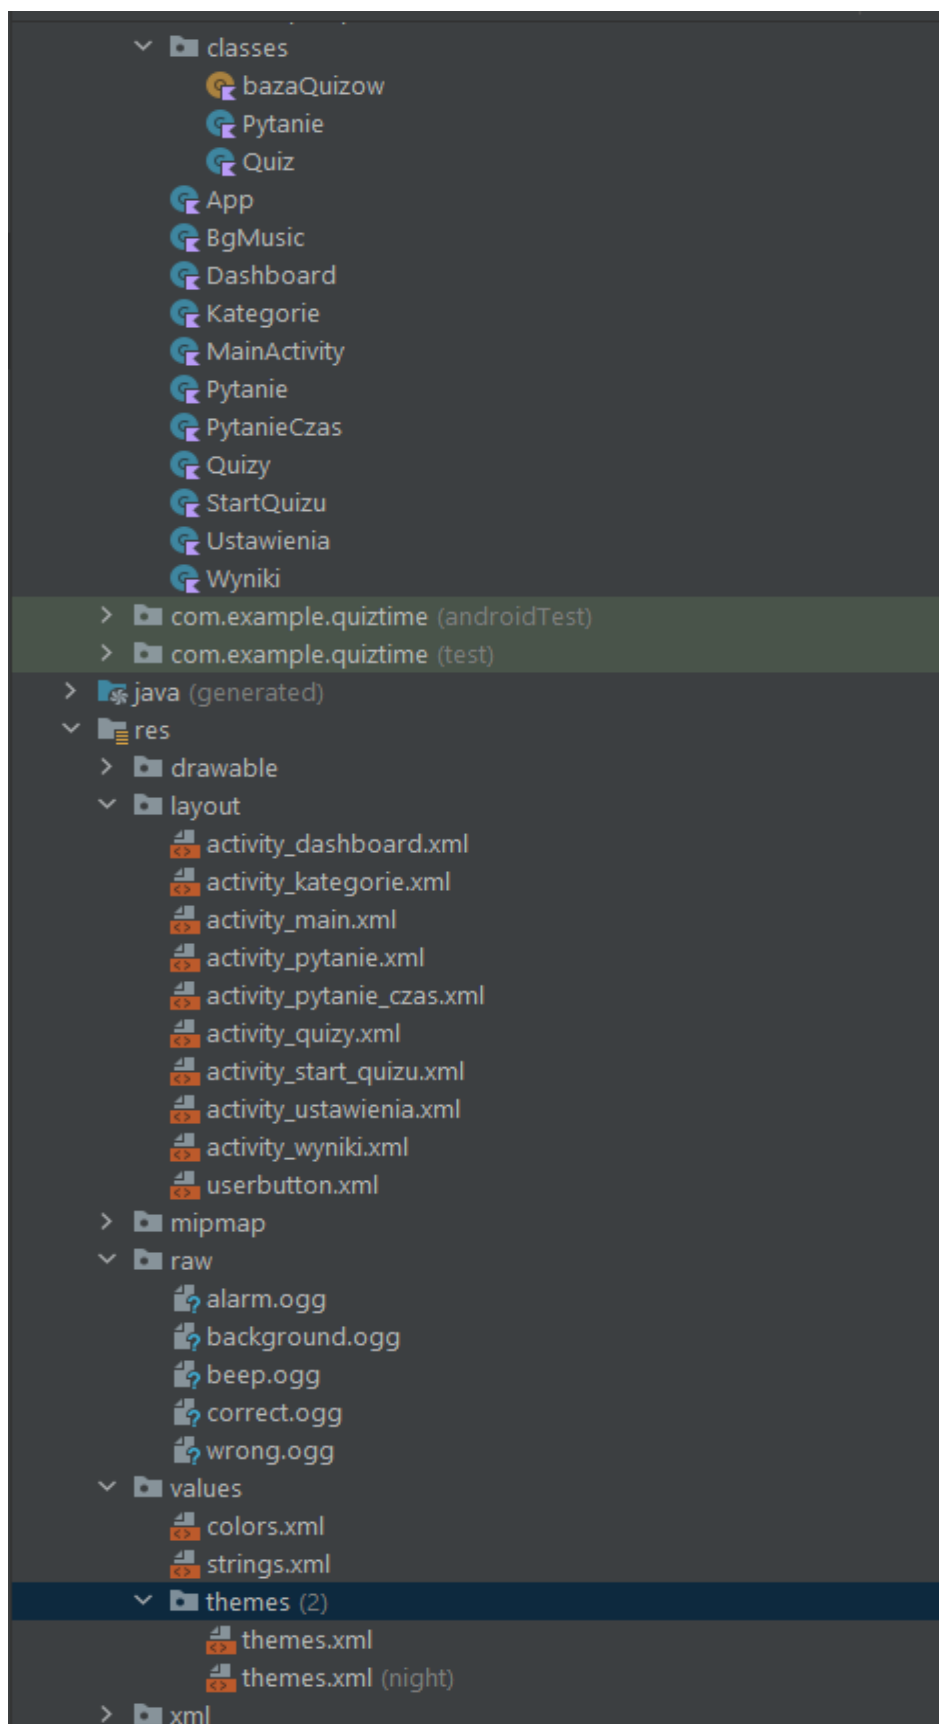 classes
bazaQuizow
Pytanie
Quiz
App
BgMusic
Dashboard
Kategorie
MainActivity
Pytanie
PytanieCzas
Quizy
StartQuizu
Ustawienia
Wyniki
com.example.quiztime (androidTest)
com.example.quiztime (test)
java (generated)
res
drawable
layout
activity_dashboard.xml
activity_kategorie.xml
activity_main.xml
activity_pytanie.xml
activity_pytanie_czas.xml
activity_quizy.xml
activity_start_quizu.xml
activity_ustawienia.xml
activity_wyniki.xml
userbutton.xml
mipmap
raw
alarm.ogg
background.ogg
beep.ogg
correct.ogg
wrong.ogg
values
colors.xml
strings.xml
themes (2)
themes.xml
themes.xml (night)
xml